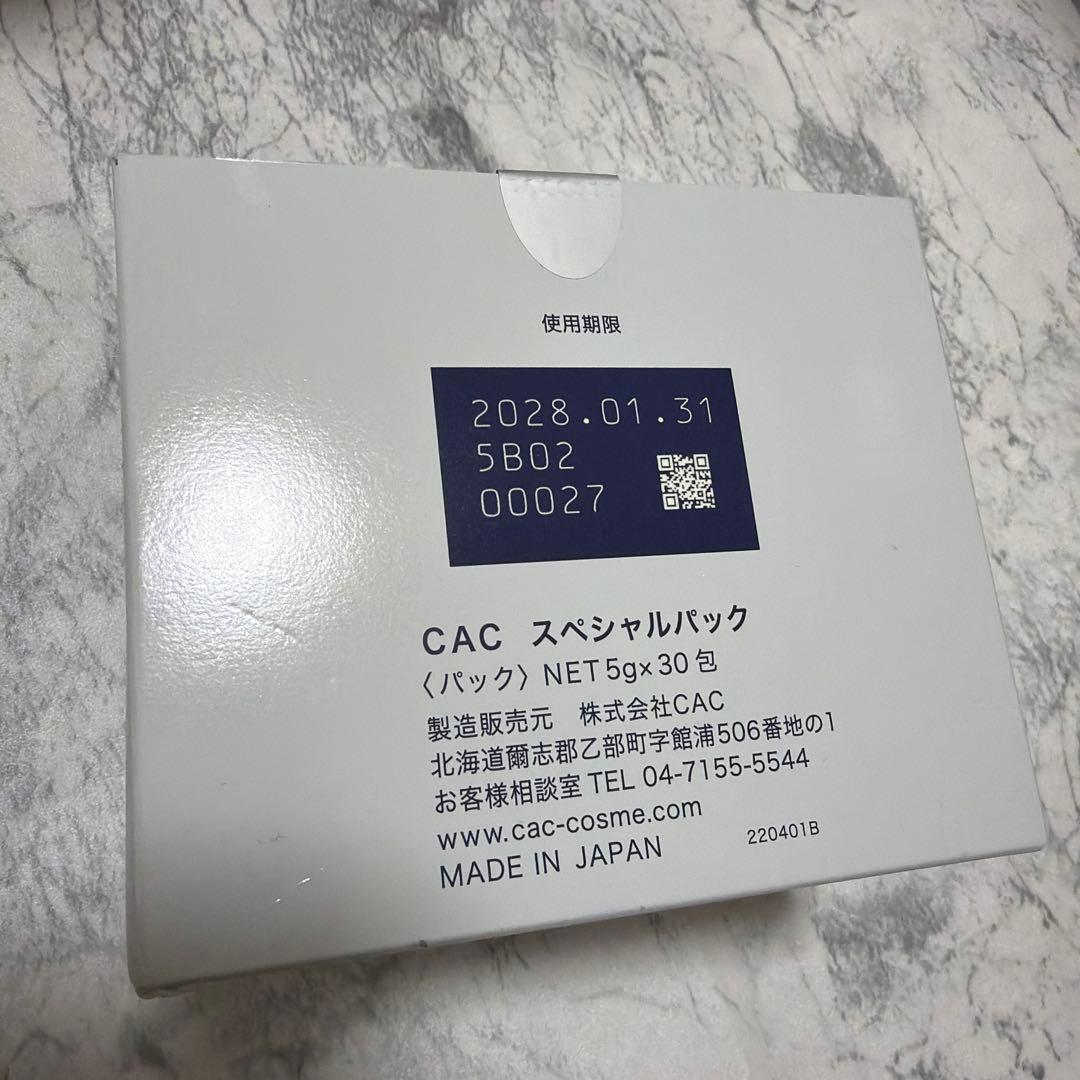 使用期限
2028.01.31
5B02
00027
CAC スペシャルパック
〈パック〉NET5g×30包
製造販売元 株式会社CAC
北海道爾志郡乙部町字館浦506番地の1
お客様相談室 TEL 04-7155-5544
www.cac-cosme.com
MADE IN JAPAN
220401B